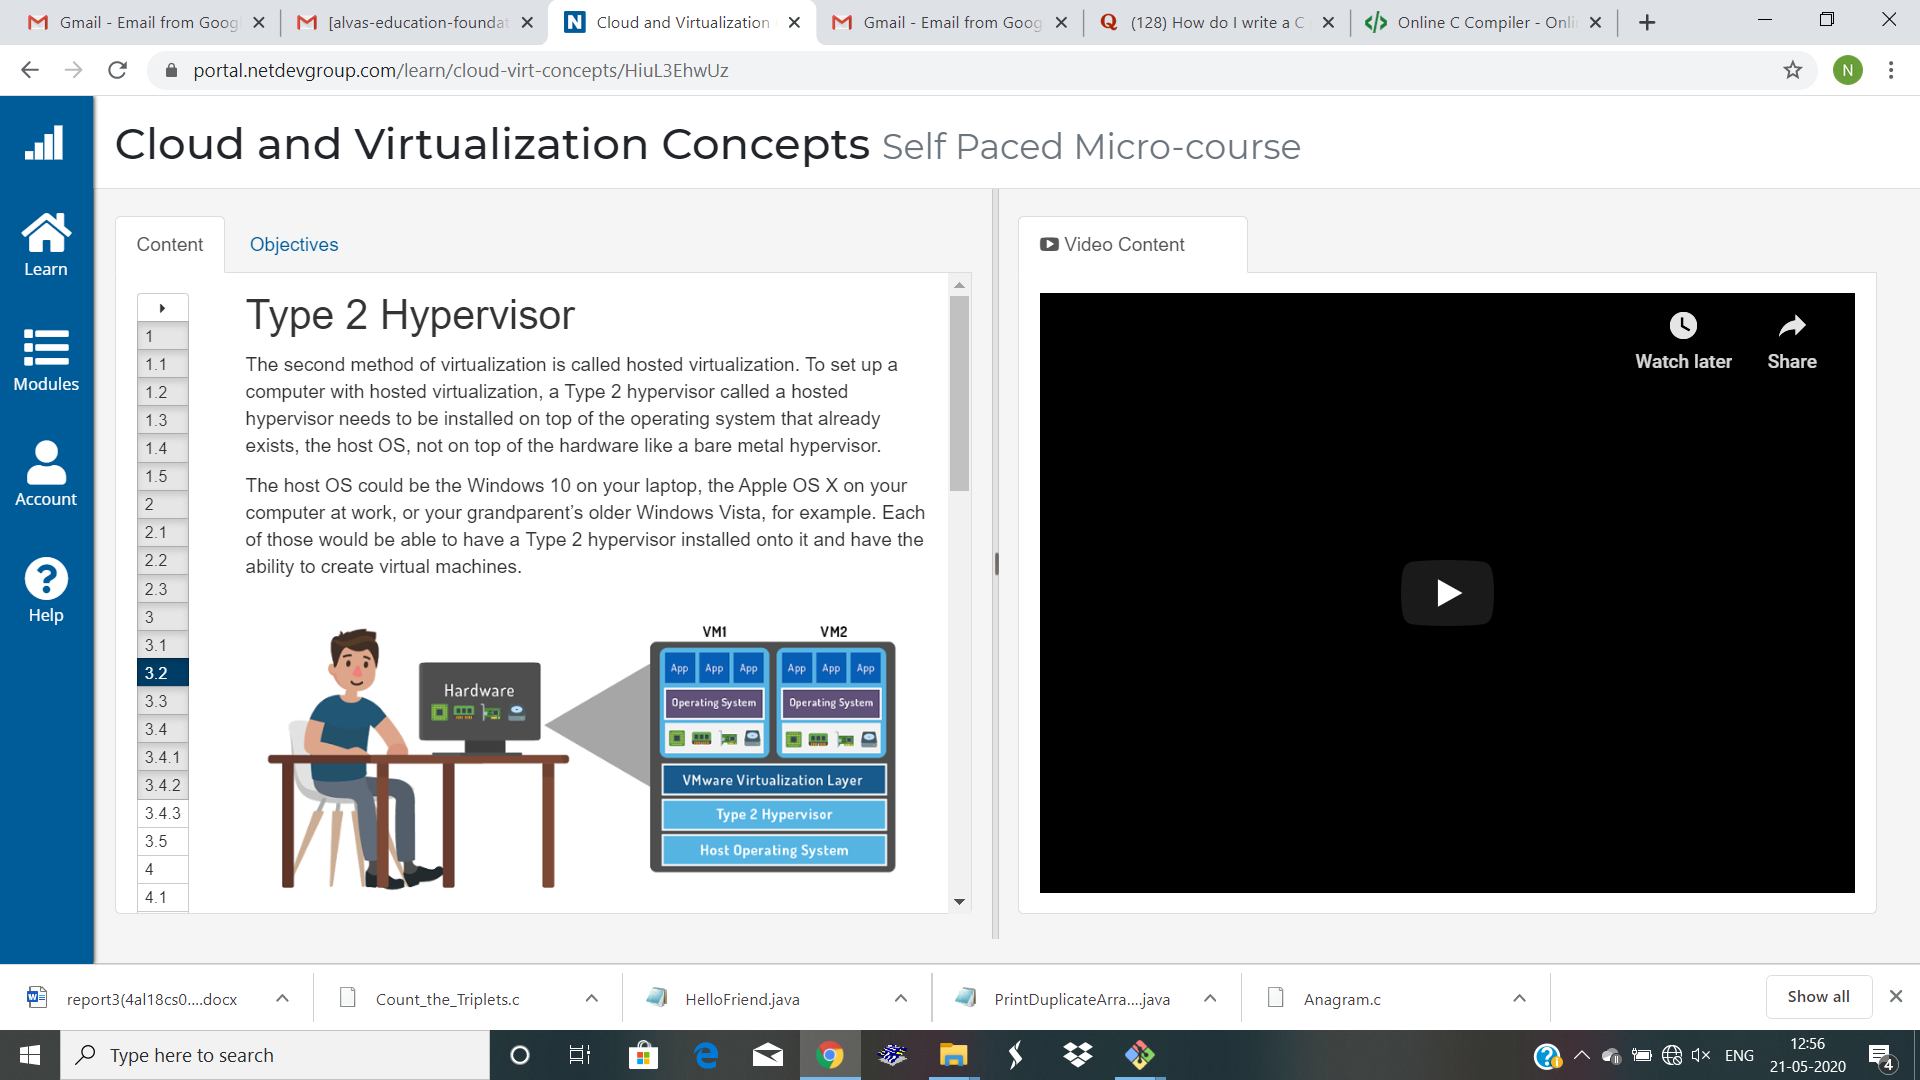 Gmail - Email from Goog
[alvas-education-foundat
Cloud and Virtualization
Gmail - Email from Goog
(128) How do I write a C
Online C Compiler - Onli
portal.netdevgroup.com/learn/cloud-virt-concepts/HiuL3EhwUz
N
Cloud and Virtualization Concepts Self Paced Micro-course
Learn
Modules
Account
Help
Content
Objectives
1
1.1
1.2
1.3
1.4
1.5
2
2.1
2.2
2.3
3
3.1
3.2
3.3
3.4
3.4.1
3.4.2
3.4.3
3.5
4
4.1
Type 2 Hypervisor
The second method of virtualization is called hosted virtualization. To set up a
computer with hosted virtualization, a Type 2 hypervisor called a hosted
hypervisor needs to be installed on top of the operating system that already
exists, the host OS, not on top of the hardware like a bare metal hypervisor.
The host OS could be the Windows 10 on your laptop, the Apple OS X on your
computer at work, or your grandparent's older Windows Vista, for example. Each
of those would be able to have a Type 2 hypervisor installed onto it and have the
ability to create virtual machines.
Hardware
VM1 VM2
App App App App App App
Operating System Operating System
VMware Virtualization Layer
Type 2 Hypervisor
Host Operating System
Video Content
Watch later
Share
report3(4al18cs0....docx
Count_the_Triplets.c
HelloFriend.java
PrintDuplicateArra....java
Anagram.c
Show all
Type here to search
ENG
12:56
21-05-2020
4